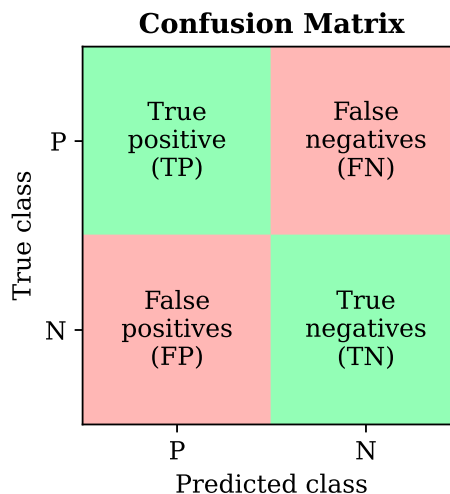 Confusion Matrix
True
positive
(TP)
False
negatives
(FN)
P
True class
False
positives
(FP)
True
negatives
(TN)
N
P
N
Predicted class